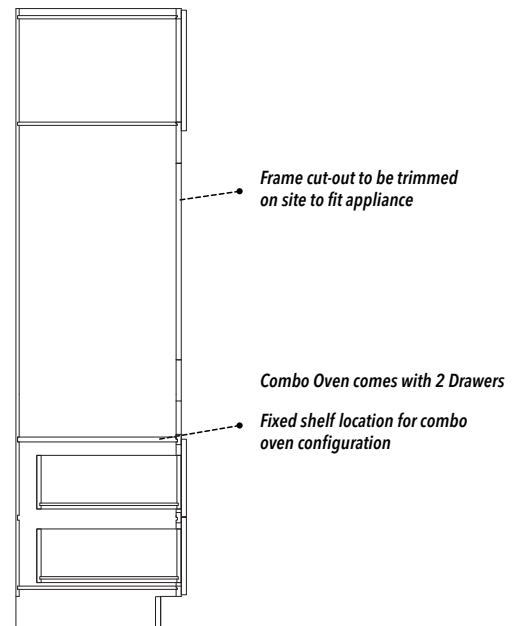 Frame cut-out to be trimmed
on site to fit appliance
Combo Oven comes with 2 Drawers
Fixed shelf location for combo
oven configuration